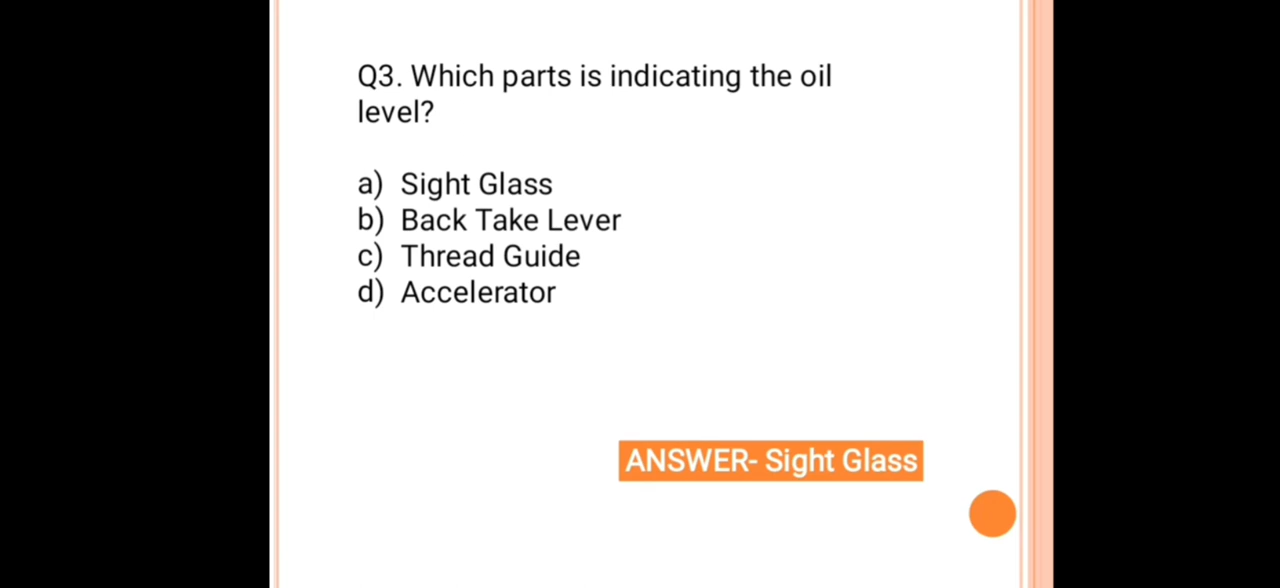 Q3. Which parts is indicating the oil
level?
a) Sight Glass
b) Back Take Lever
c) Thread Guide
d) Accelerator
ANSWER- Sight Glass